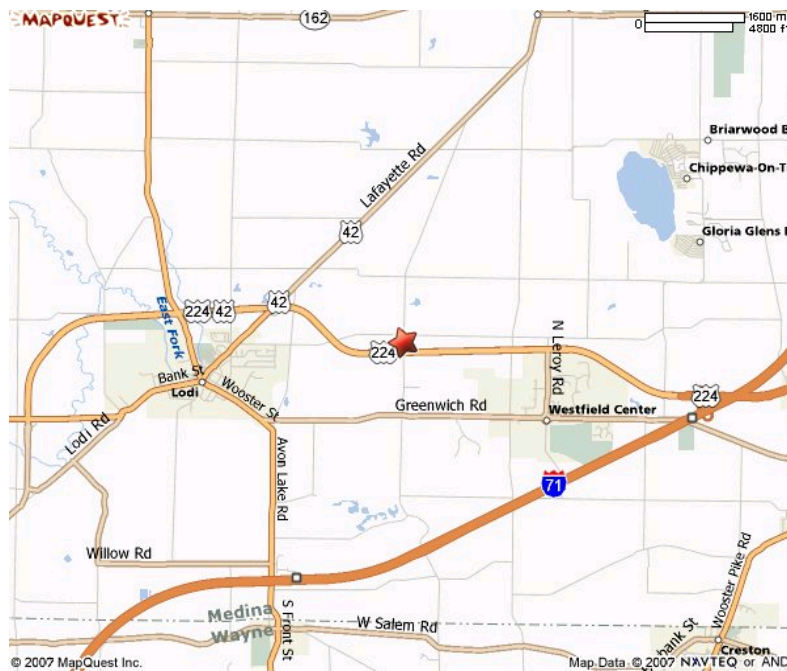 MAPQUEST
162
0
1600 m
4800 f
Briarwood B
Chippewa-On-T
Gloria Glens
Lafayette Rd
42
224
42
42
East Fork
224
N Leroy Rd
224
Bank St
Lodi
Wooster St
Greenwich Rd
Westfield Center
Lodi Rd
Avon Lake Rd
71
Willow Rd
Wooster Pike Rd
Medina
Wayne
S Front St
W Salem Rd
bank St
Creston
© 2007 MapQuest Inc.
Map Data © 2007 NAVTEQ or AND